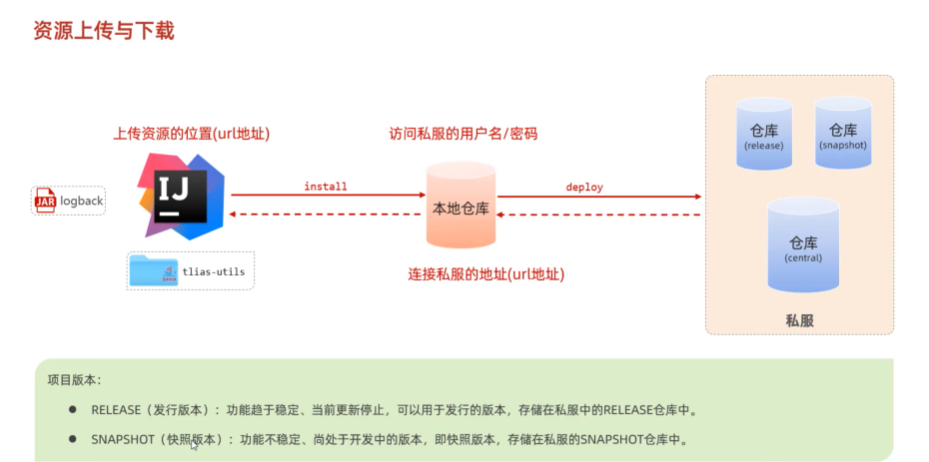 资源上传与下载
上传资源的位置(url地址)
访问私服的用户名/密码
仓库
(release)
仓库
(snapshot)
IJ
install
deploy
JAR
logback
本地仓库
仓库
(central)
tlias-utils
连接私服的地址(url地址)
私服
项目版本：
● RELEASE（发行版本）：功能趋于稳定、当前更新停止，可以用于发行的版本，存储在私服中的RELEASE仓库中。
● SNAPSHOT（快照版本）：功能不稳定、尚处于开发中的版本，即快照版本，存储在私服的SNAPSHOT仓库中。